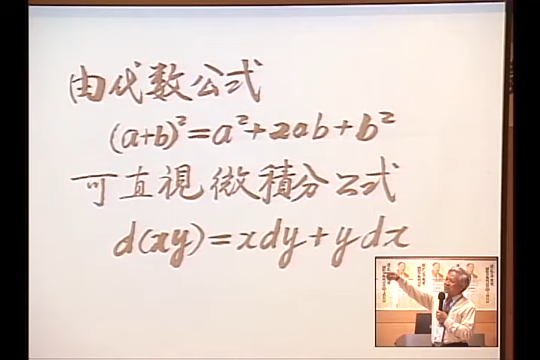 由代数公式
(a+b)²=a²+2ab+b²
可直視微積分公式
d(xy)=xdy+ydx